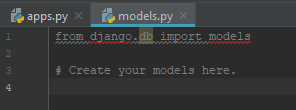 apps.py models.py
1 from django.db import models
2
3 # Create your models here.
4